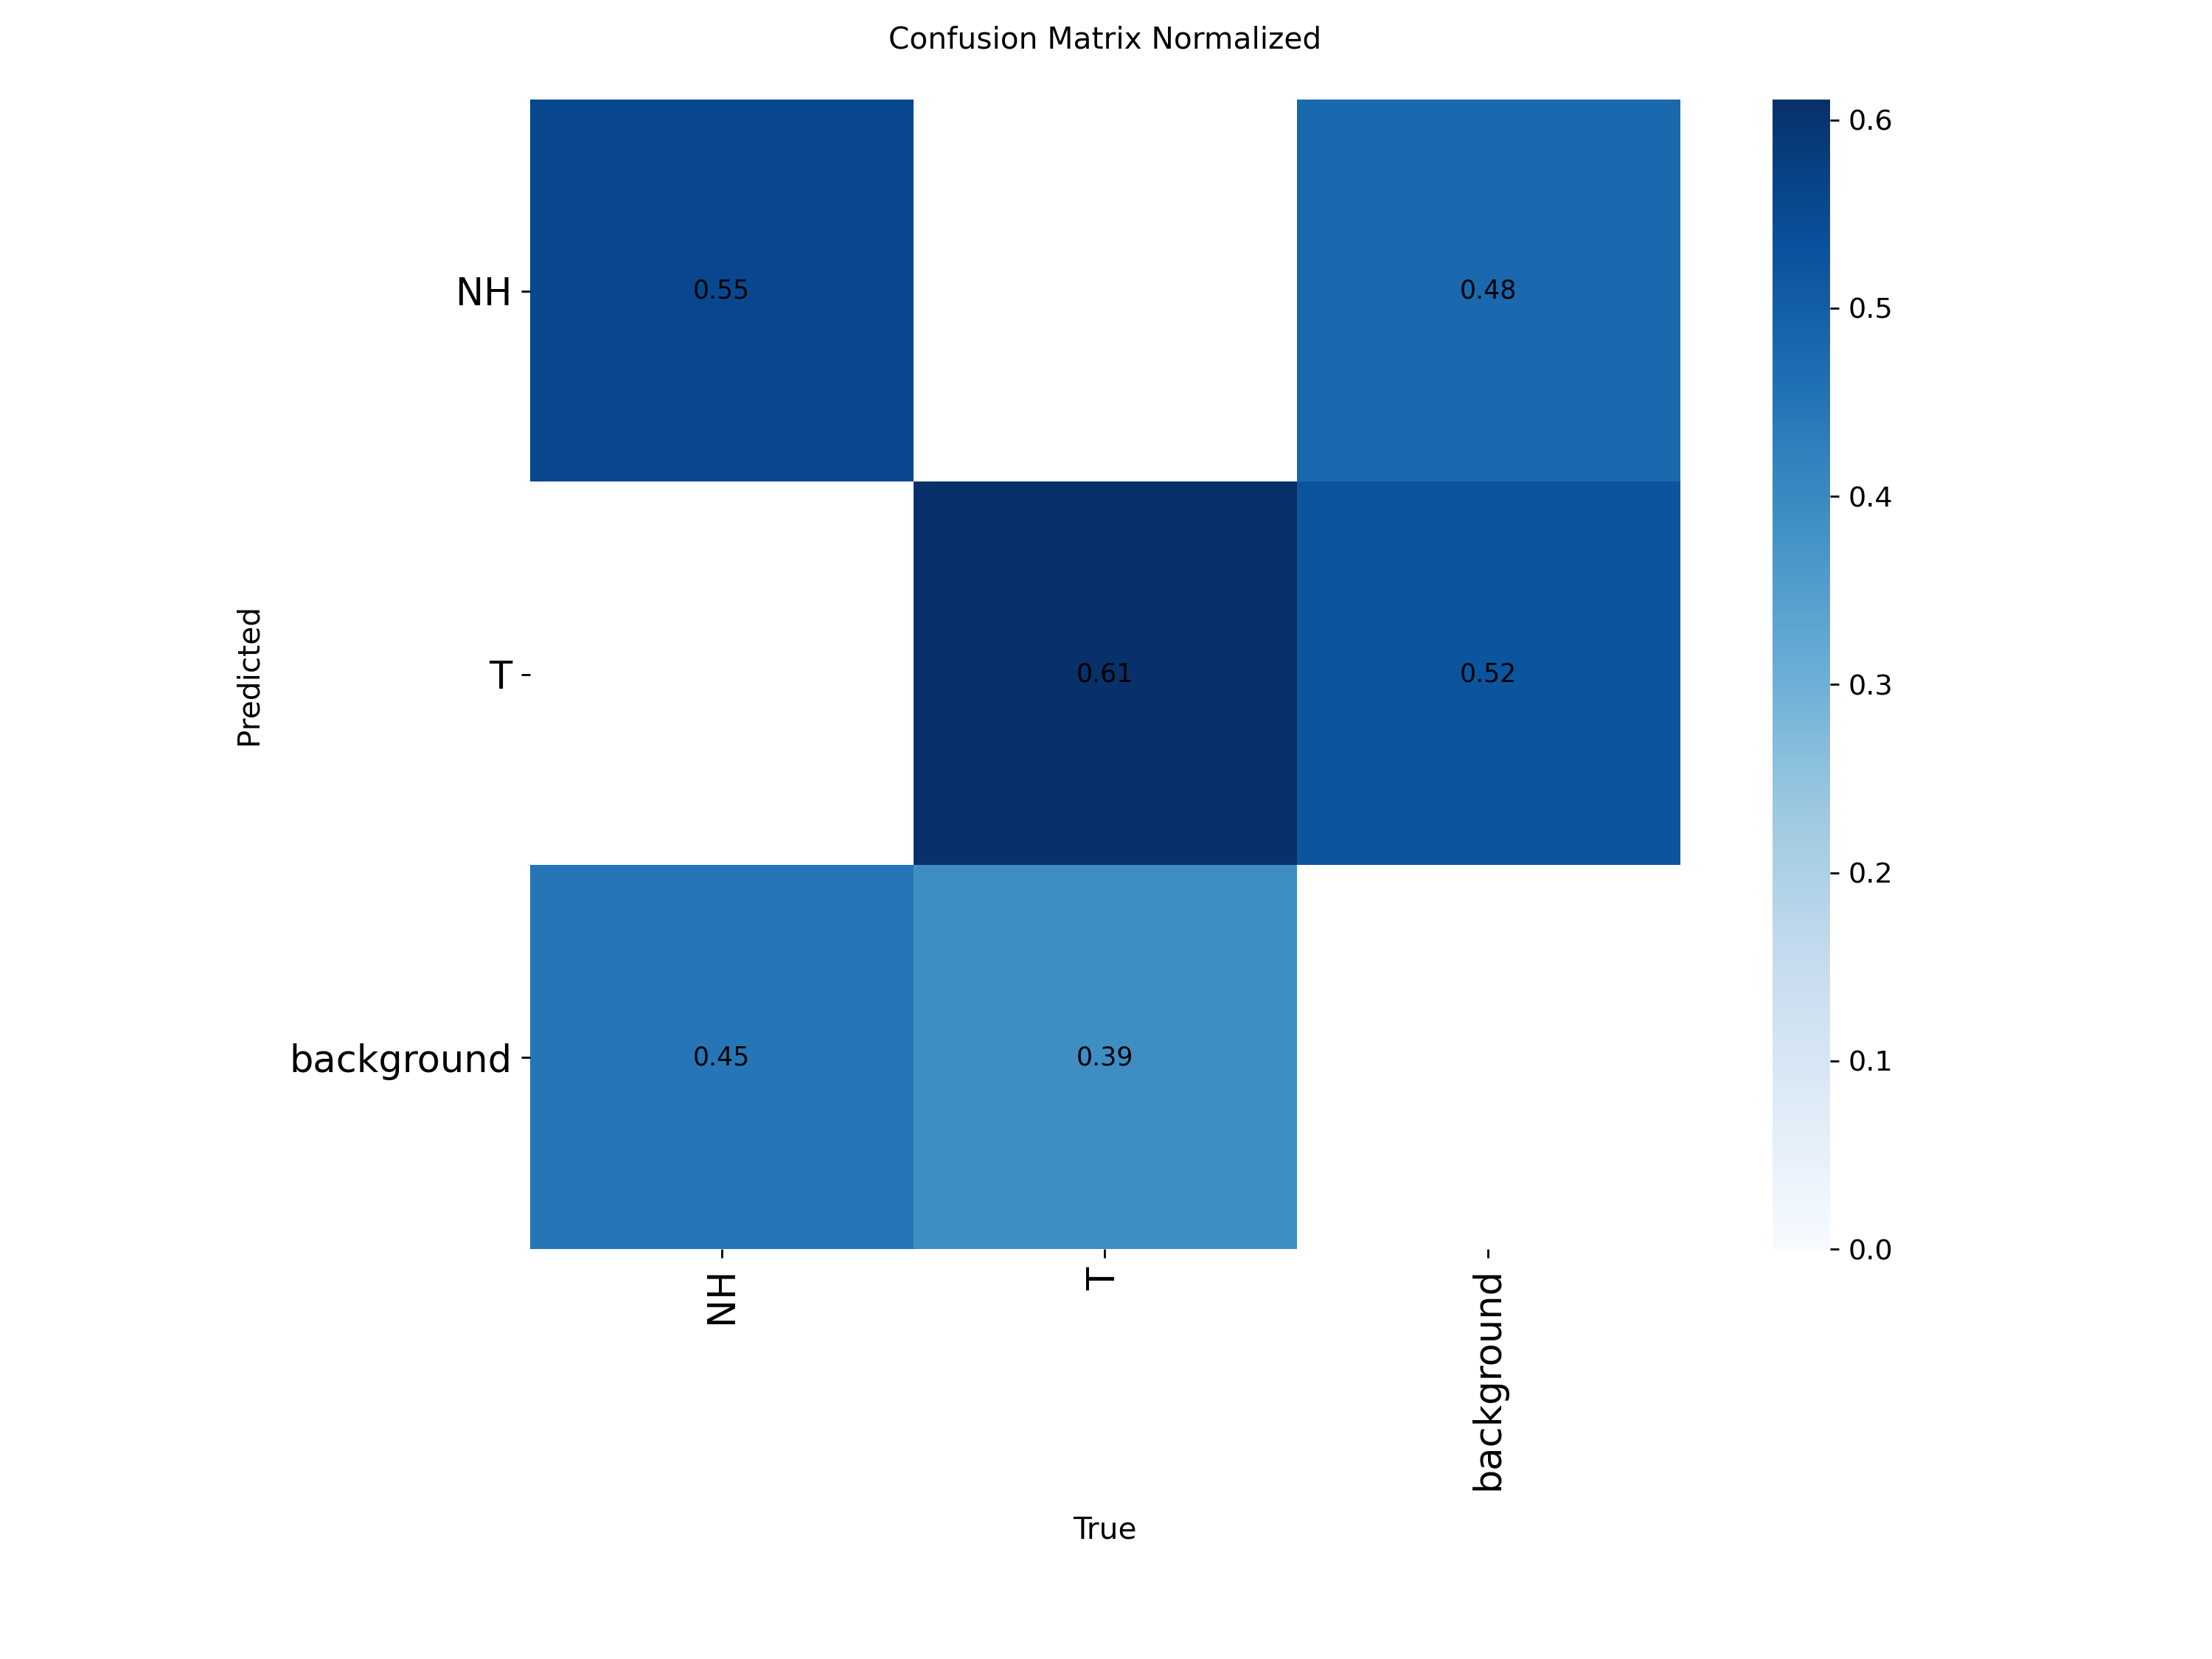 Confusion Matrix Normalized
NH
0.55
0.48
T
0.61
0.52
background
0.45
0.39
Predicted
NH
T
background
True
0.6
0.5
0.4
0.3
0.2
0.1
0.0